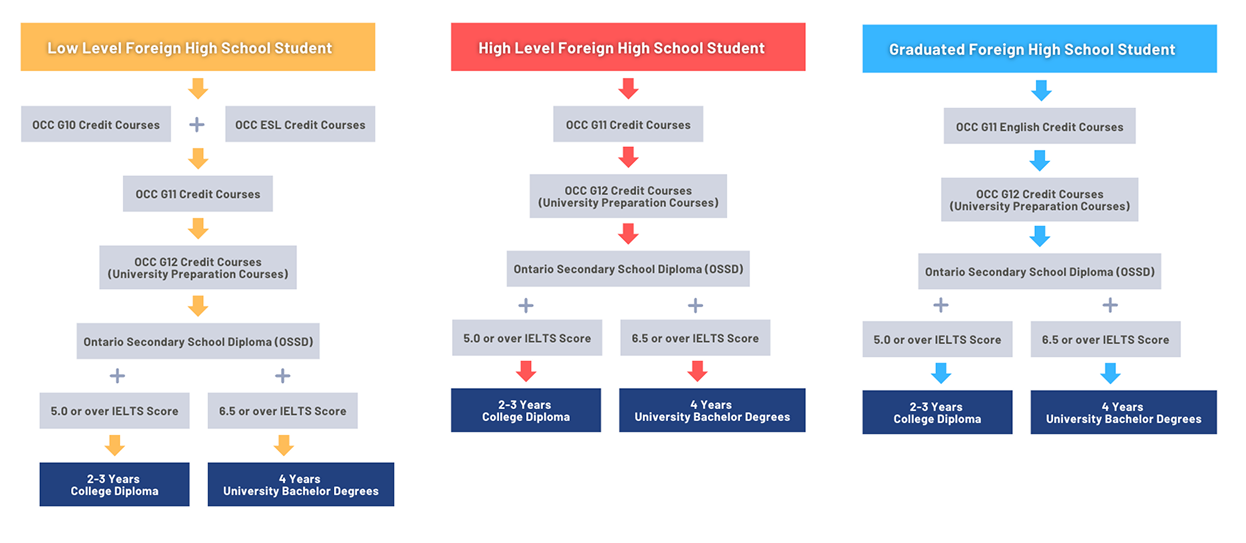 Low Level Foreign High School Student
OCC G10 Credit Courses
+
OCC ESL Credit Courses
OCC G11 Credit Courses
OCC G12 Credit Courses
(University Preparation Courses)
Ontario Secondary School Diploma (OSSD)
+
+
5.0 or over IELTS Score
6.5 or over IELTS Score
2-3 Years
College Diploma
4 Years
University Bachelor Degrees
High Level Foreign High School Student
OCC G11 Credit Courses
OCC G12 Credit Courses
(University Preparation Courses)
Ontario Secondary School Diploma (OSSD)
+
+
5.0 or over IELTS Score
6.5 or over IELTS Score
2-3 Years
College Diploma
4 Years
University Bachelor Degrees
Graduated Foreign High School Student
OCC G11 English Credit Courses
OCC G12 Credit Courses
(University Preparation Courses)
Ontario Secondary School Diploma (OSSD)
+
+
5.0 or over IELTS Score
6.5 or over IELTS Score
2-3 Years
College Diploma
4 Years
University Bachelor Degrees